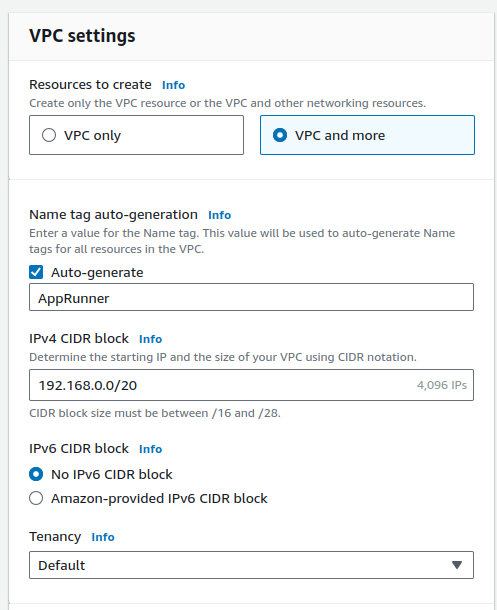 VPC settings
Resources to create Info
Create only the VPC resource or the VPC and other networking resources.
VPC only
VPC and more
Name tag auto-generation Info
Enter a value for the Name tag. This value will be used to auto-generate Name
tags for all resources in the VPC.
Auto-generate
AppRunner
IPv4 CIDR block Info
Determine the starting IP and the size of your VPC using CIDR notation.
192.168.0.0/20 4,096 IPs
CIDR block size must be between /16 and /28.
IPv6 CIDR block Info
No IPv6 CIDR block
Amazon-provided IPv6 CIDR block
Tenancy Info
Default